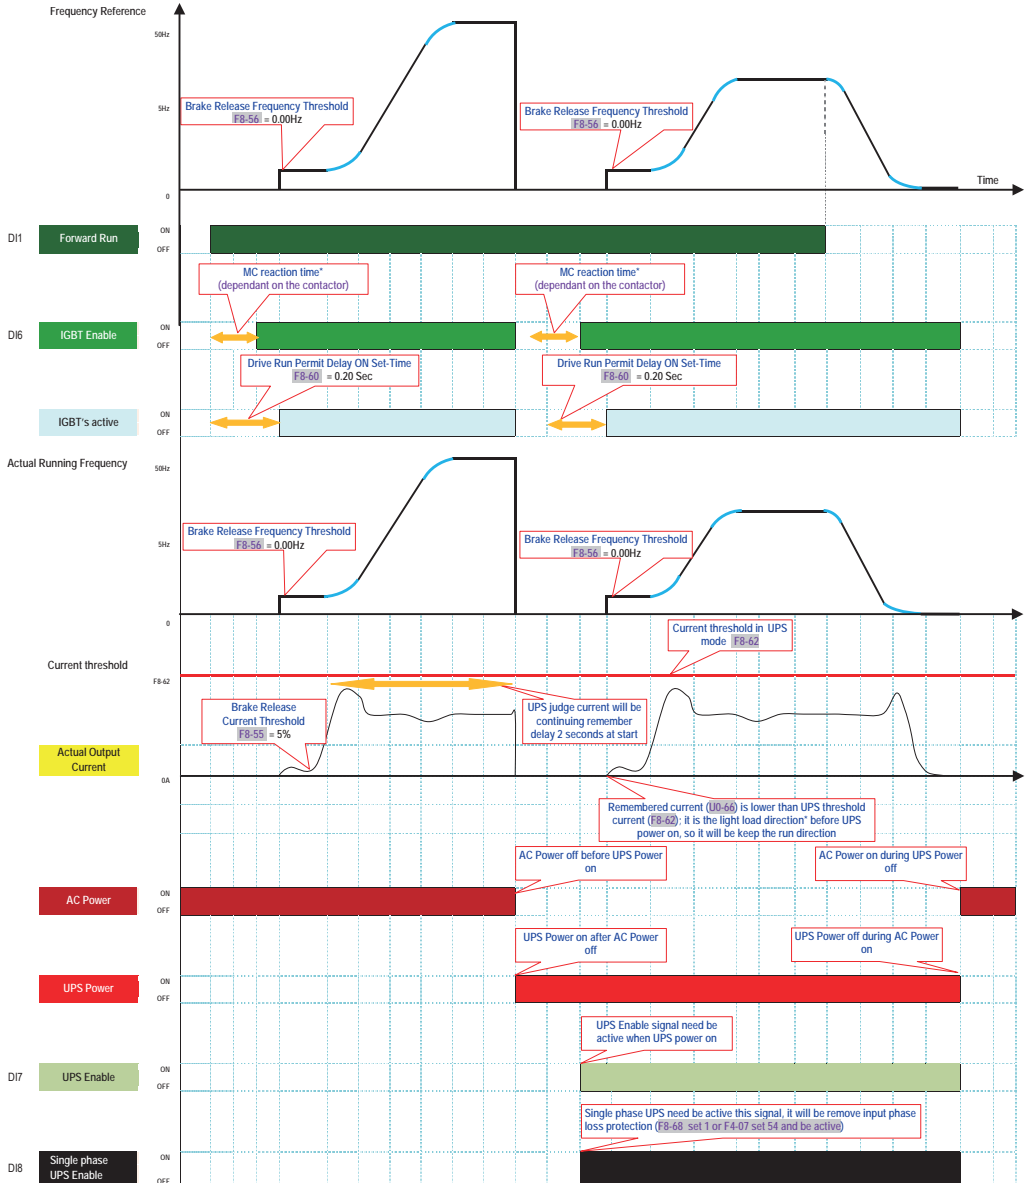 Frequency Reference
50Hz
Brake Release Frequency Threshold
F8-56 = 0.00Hz
Brake Release Frequency Threshold
F8-56 = 0.00Hz
5Hz
Time
0
DI1
Forward Run
ON
OFF
MC reaction time*
(dependant on the contactor)
MC reaction time*
(dependant on the contactor)
DI6
IGBT Enable
ON
OFF
Drive Run Permit Delay ON Set-Time
F8-60 = 0.20 Sec
Drive Run Permit Delay ON Set-Time
F8-60 = 0.20 Sec
IGBT's active
ON
OFF
Actual Running Frequency
50Hz
Brake Release Frequency Threshold
F8-56 = 0.00Hz
Brake Release Frequency Threshold
F8-56 = 0.00Hz
5Hz
0
Current threshold in UPS
mode F8-62
Current threshold
F8-62
Brake Release
Current Threshold
F8-55 = 5%
UPS judge current will be
continuing remember
delay 2 seconds at start
Actual Output
Current
0A
Remembered current (U0-66) is lower than UPS threshold
current (F8-62); it is the light load direction* before UPS
power on, so it will be keep the run direction
AC Power off before UPS Power
on
AC Power on during UPS Power
off
AC Power
ON
OFF
UPS Power on after AC Power
off
UPS Power off during AC Power
on
UPS Power
ON
OFF
UPS Enable signal need be
active when UPS power on
DI7
UPS Enable
ON
OFF
Single phase UPS need be active this signal, it will be remove input phase
loss protection (F8-68 set 1 or F4-07 set 54 and be active)
DI8
Single phase
UPS Enable
ON
OFF